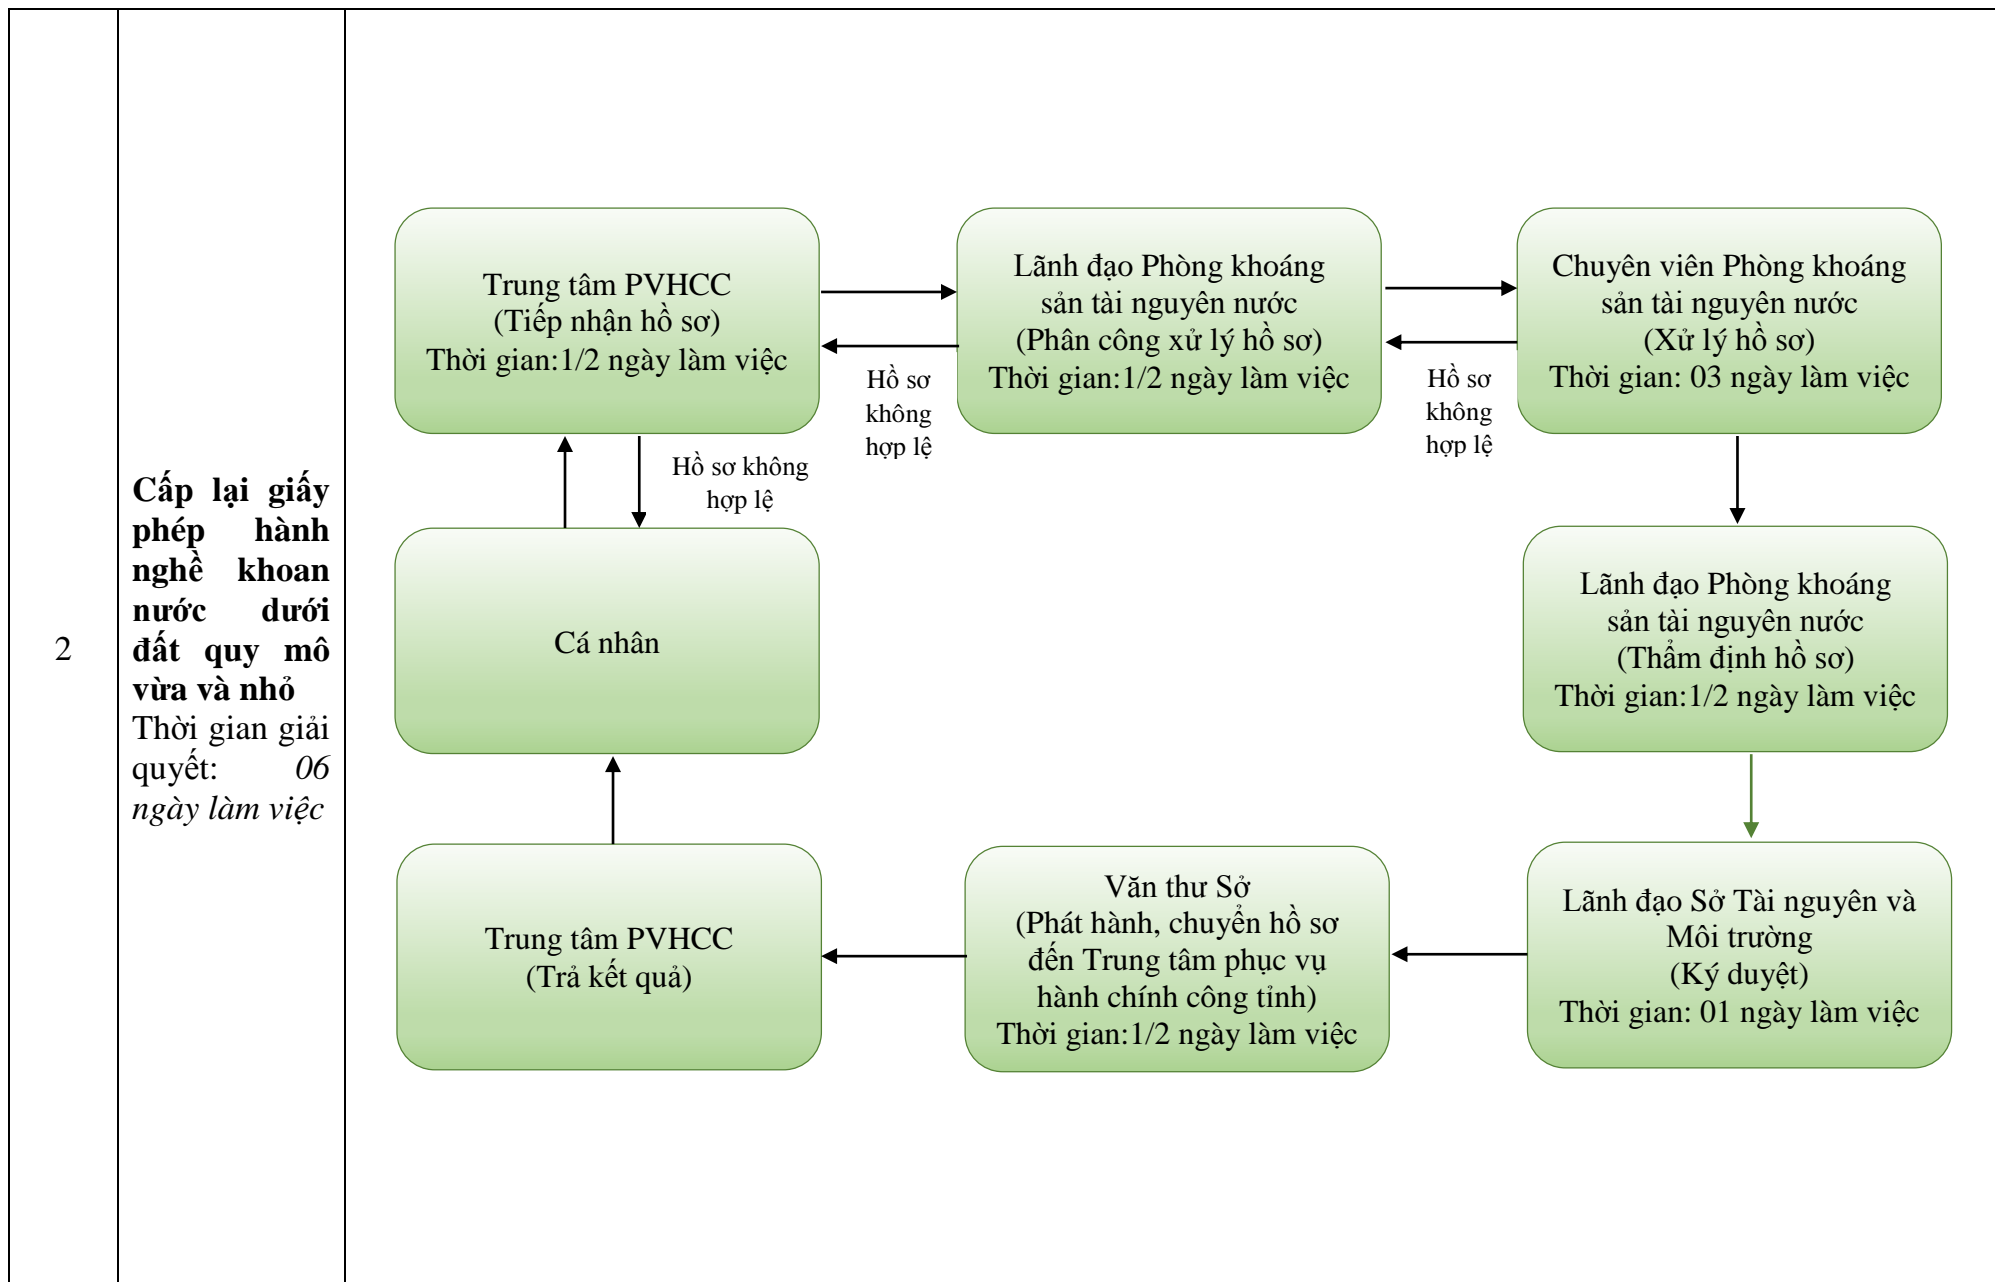 2
Cấp lại giấy
phép hành
nghề khoan
nước dưới
đất quy mô
vừa và nhỏ
Thời gian giải
quyết: 06
ngày làm việc
Trung tâm PVHCC
(Tiếp nhận hồ sơ)
Thời gian:1/2 ngày làm việc
Hồ sơ
không
hợp lệ
Lãnh đạo Phòng khoáng
sản tài nguyên nước
(Phân công xử lý hồ sơ)
Thời gian:1/2 ngày làm việc
Hồ sơ
không
hợp lệ
Chuyên viên Phòng khoáng
sản tài nguyên nước
(Xử lý hồ sơ)
Thời gian: 03 ngày làm việc
Hồ sơ không
hợp lệ
Cá nhân
Lãnh đạo Phòng khoáng
sản tài nguyên nước
(Thẩm định hồ sơ)
Thời gian:1/2 ngày làm việc
Trung tâm PVHCC
(Trả kết quả)
Văn thư Sở
(Phát hành, chuyển hồ sơ
đến Trung tâm phục vụ
hành chính công tỉnh)
Thời gian:1/2 ngày làm việc
Lãnh đạo Sở Tài nguyên và
Môi trường
(Ký duyệt)
Thời gian: 01 ngày làm việc